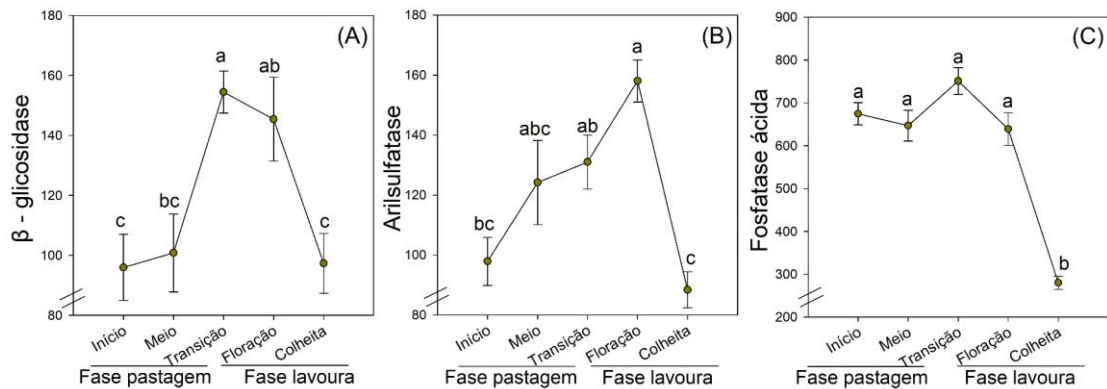 (A)
β - glicosidase
180
160
140
120
100
80
c
bc
a
ab
c
Início
Meio
Transição
Floração
Colheita
Fase pastagem
Fase lavoura
(B)
Arilsulfatase
180
160
140
120
100
80
bc
abc
ab
a
c
Início
Meio
Transição
Floração
Colheita
Fase pastagem
Fase lavoura
(C)
Fosfatase ácida
900
800
700
600
300
200
a
a
a
a
b
Início
Meio
Transição
Floração
Colheita
Fase pastagem
Fase lavoura